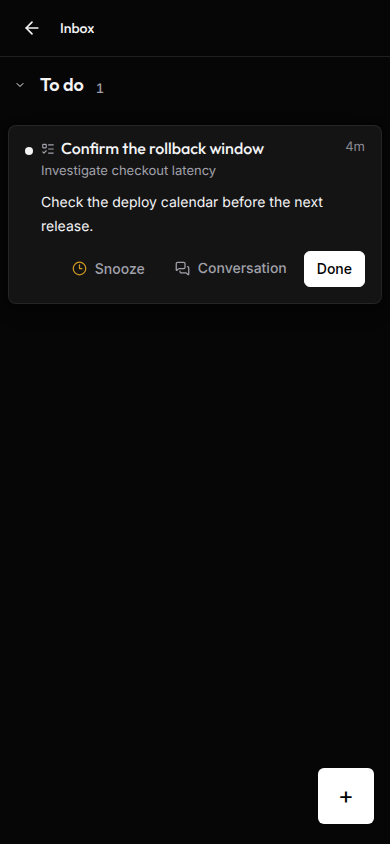 Inbox
To do 1
Confirm the rollback window 4m
Investigate checkout latency
Check the deploy calendar before the next
release.
Snooze Conversation Done
+